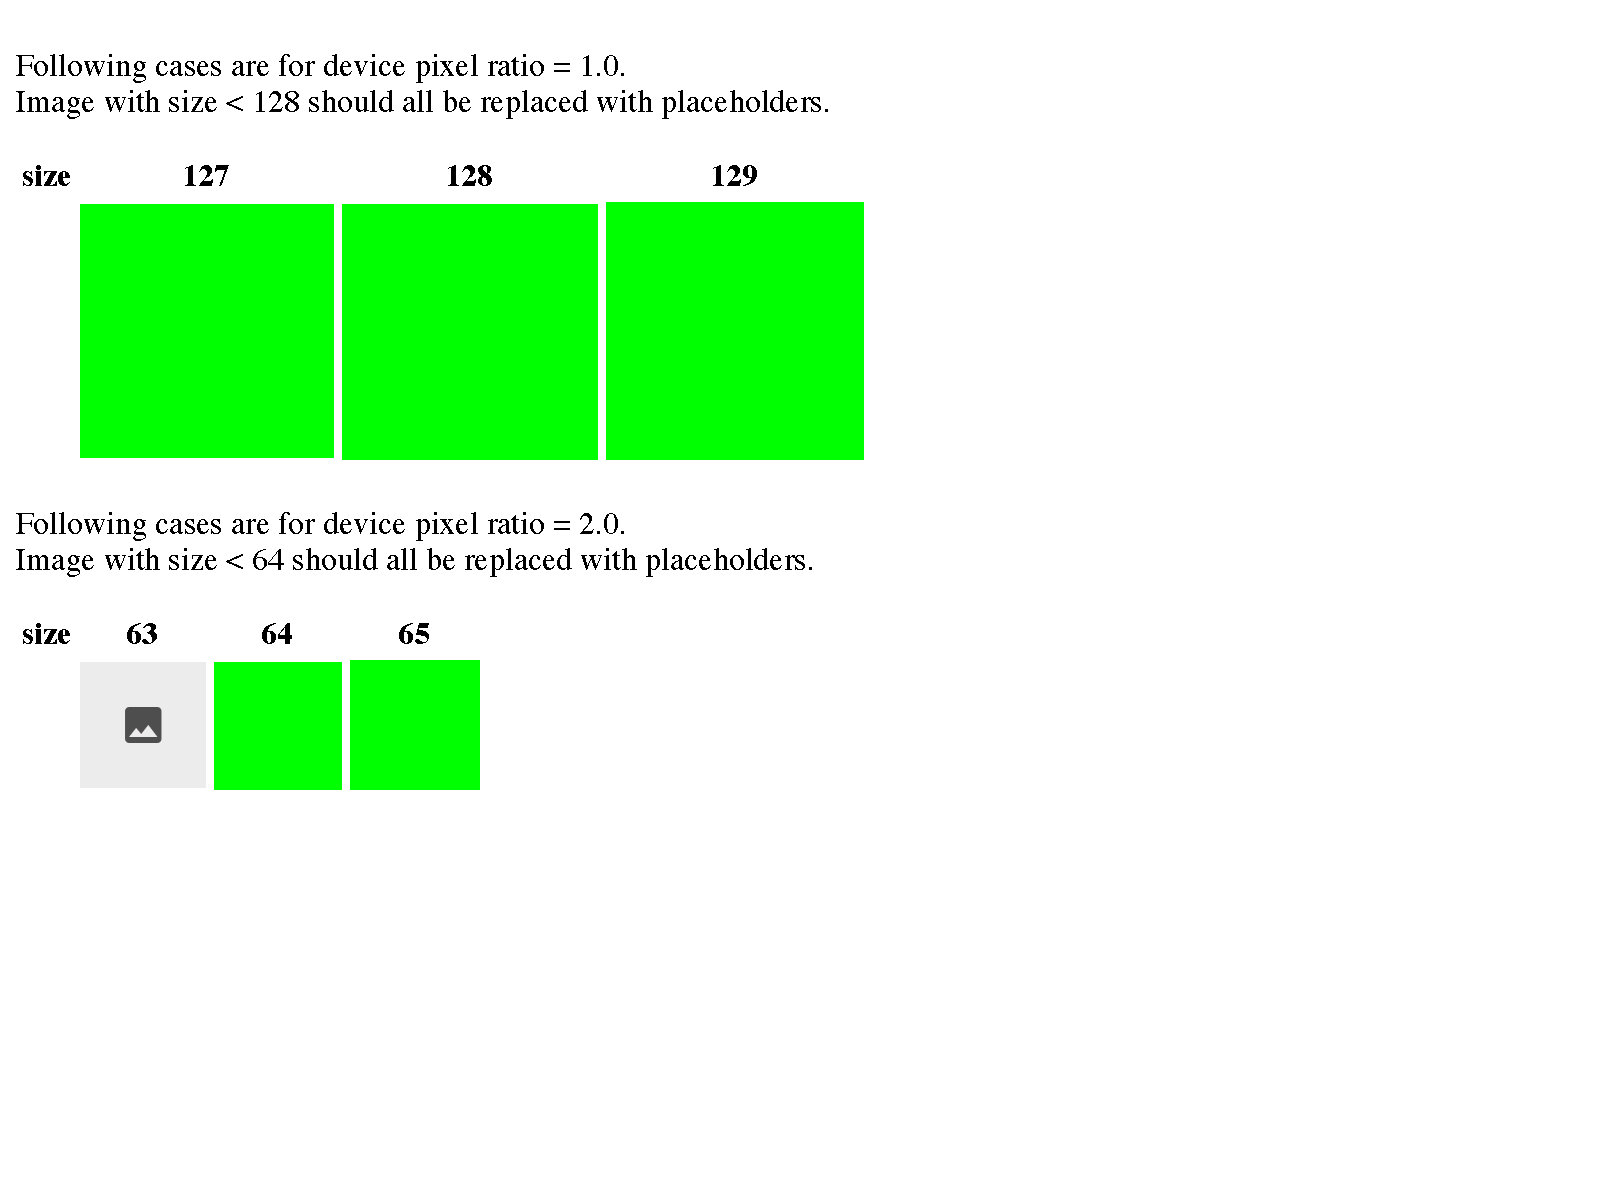 Following cases are for device pixel ratio = 1.0.
Image with size < 128 should all be replaced with placeholders.
size 127 128 129
Following cases are for device pixel ratio = 2.0.
Image with size < 64 should all be replaced with placeholders.
size 63 64 65